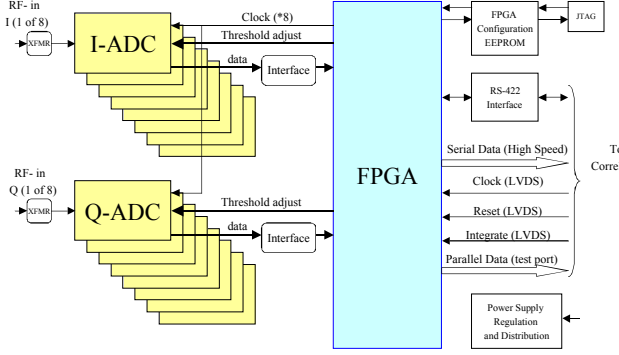 RF- in
I (1 of 8)
XFMR
I-ADC
Clock (*8)
Threshold adjust
data
Interface
FPGA
Configuration
EEPROM
JTAG
RS-422
Interface
RF- in
Q (1 of 8)
XFMR
Q-ADC
Threshold adjust
data
Interface
FPGA
Serial Data (High Speed)
Clock (LVDS)
Reset (LVDS)
Integrate (LVDS)
Parallel Data (test port)
Power Supply
Regulation
and Distribution